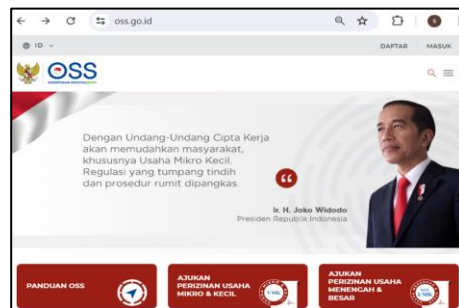 oss.go.id
ID
DAFTAR MASUK
OSS
Dengan Undang-Undang Cipta Kerja
akan memudahkan masyarakat,
khususnya Usaha Mikro Kecil.
Regulasi yang tumpang tindih
dan prosedur rumit dipangkas.
Ir. H. Joko Widodo
Presiden Republik Indonesia
PANDUAN OSS
AJUKAN
PERIZINAN USAHA
MIKRO & KECIL
UMK
AJUKAN
PERIZINAN USAHA
MENENGAH &
BESAR
UMK